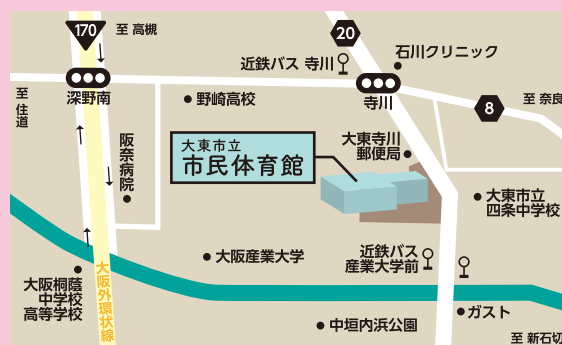 170
至 高槻
20
石川クリニック
近鉄バス 寺川
深野南
寺川
至 住道
野崎高校
8
至 奈良
阪奈病院
大東市立
市民体育館
大東寺川
郵便局
大東市立
四条中学校
大阪産業大学
近鉄バス
産業大学前
大阪桐蔭
中学校
高等学校
大阪外環状線
ガスト
中垣内浜公園
至 新石切